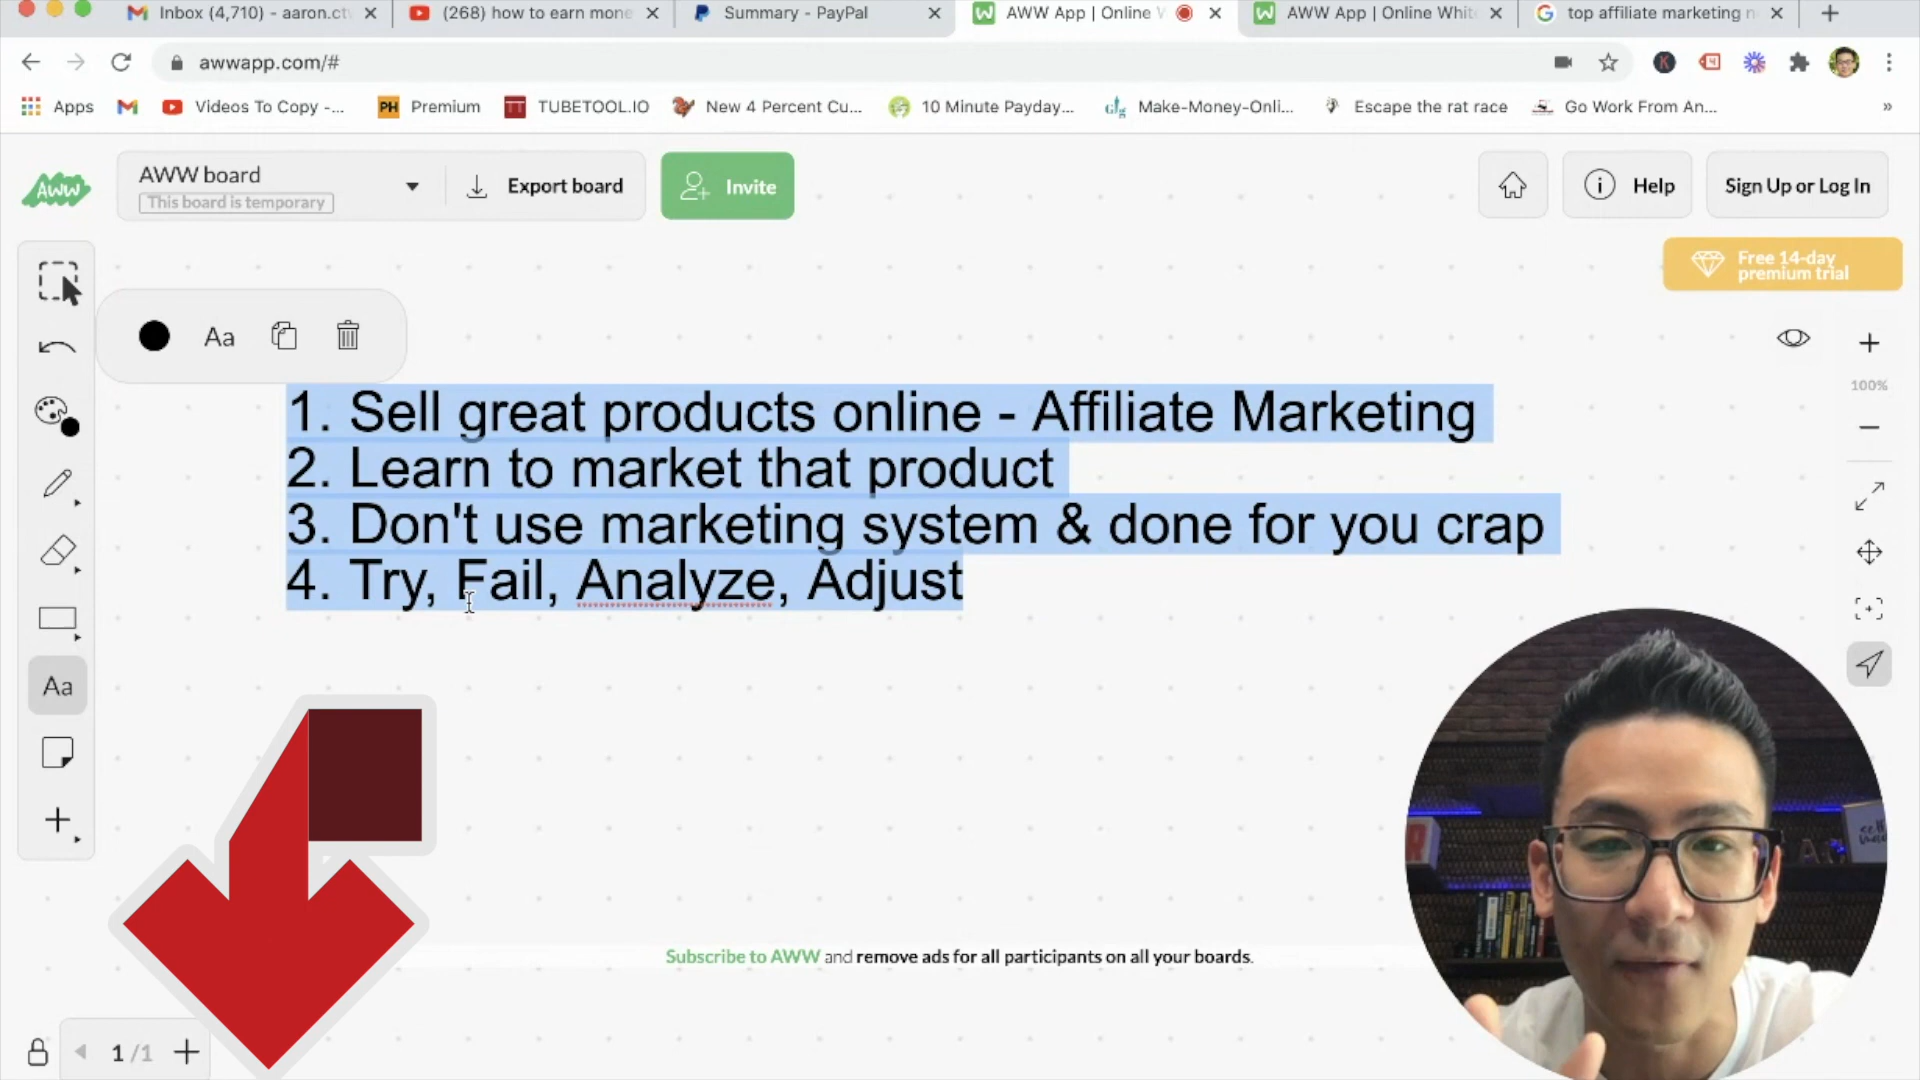 Inbox (4,710) - aaron.ct
(268) how to earn mone
Summary - PayPal
AWW App | Online W
AWW App | Online Whit
top affiliate marketing n
awwapp.com/#
Apps
Videos To Copy -...
PH Premium
TT TUBETOOL.IO
New 4 Percent Cu...
10 Minute Payday...
Make-Money-Onli...
Escape the rat race
Go Work From An...
»
AWW
AWW board
This board is temporary
Export board
Invite
Help
Sign Up or Log In
Free 14-day
premium trial
Aa
100%
1. Sell great products online - Affiliate Marketing
2. Learn to market that product
3. Don't use marketing system & done for you crap
4. Try, Fail, Analyze, Adjust
Aa
Subscribe to AWW and remove ads for all participants on all your boards.
1 /1